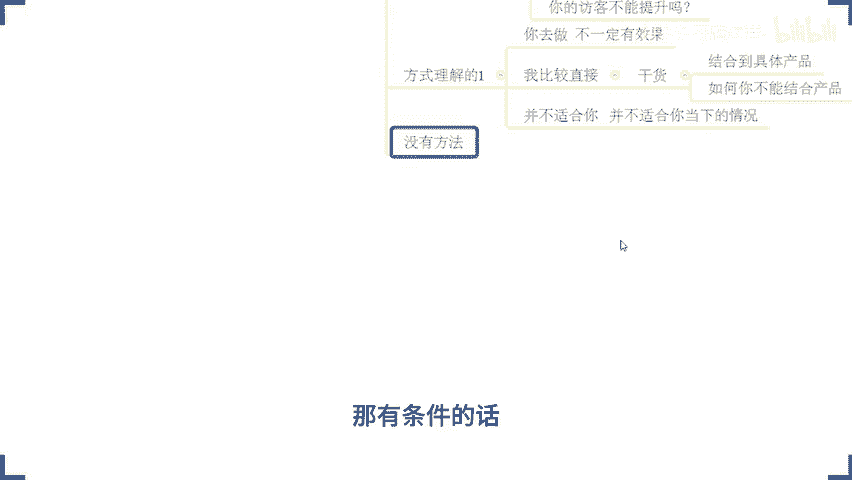 你的访客不能提升吗?
你去做 不一定有效果
bilibili
方式理解的1
我比较直接
干货
结合到具体产品
如何你不能结合产品
并不适合你 并不适合你当下的情况
没有方法
那有条件的话